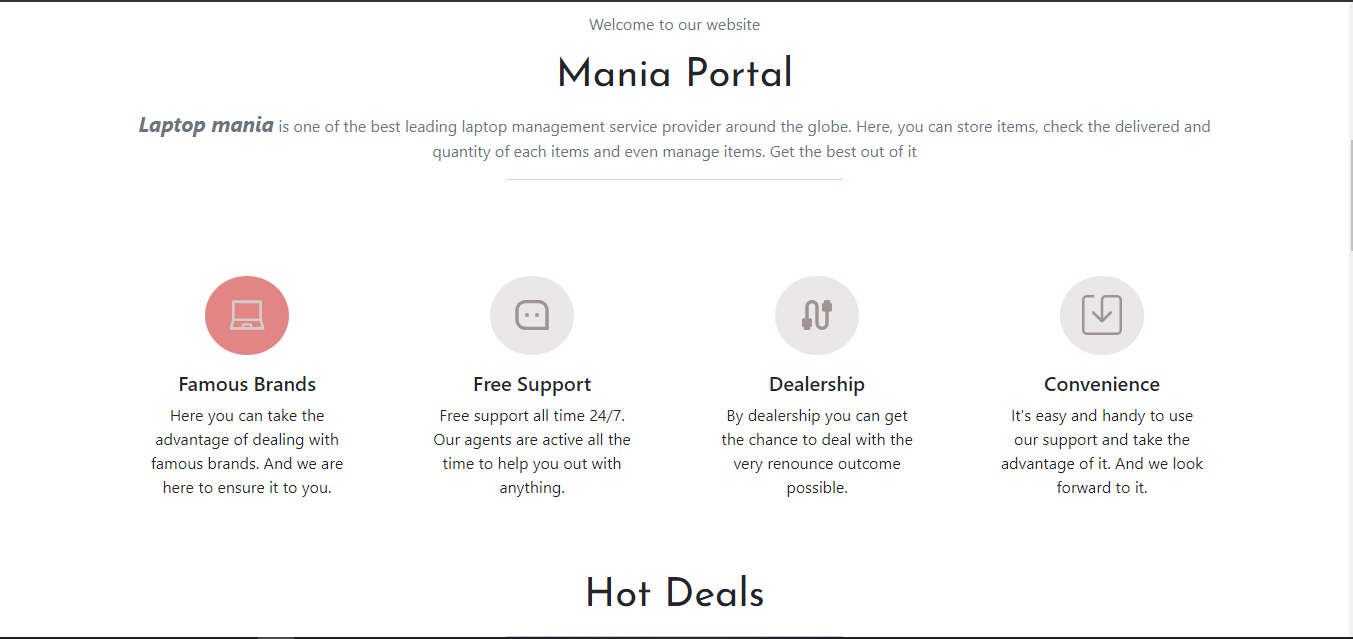 Welcome to our website
Mania Portal
Laptop mania is one of the best leading laptop management service provider around the globe. Here, you can store items, check the delivered and
quantity of each items and even manage items. Get the best out of it
Famous Brands
Here you can take the
advantage of dealing with
famous brands. And we are
here to ensure it to you.
Free Support
Free support all time 24/7.
Our agents are active all the
time to help you out with
anything.
Dealership
By dealership you can get
the chance to deal with the
very renounce outcome
possible.
Convenience
It's easy and handy to use
our support and take the
advantage of it. And we look
forward to it.
Hot Deals